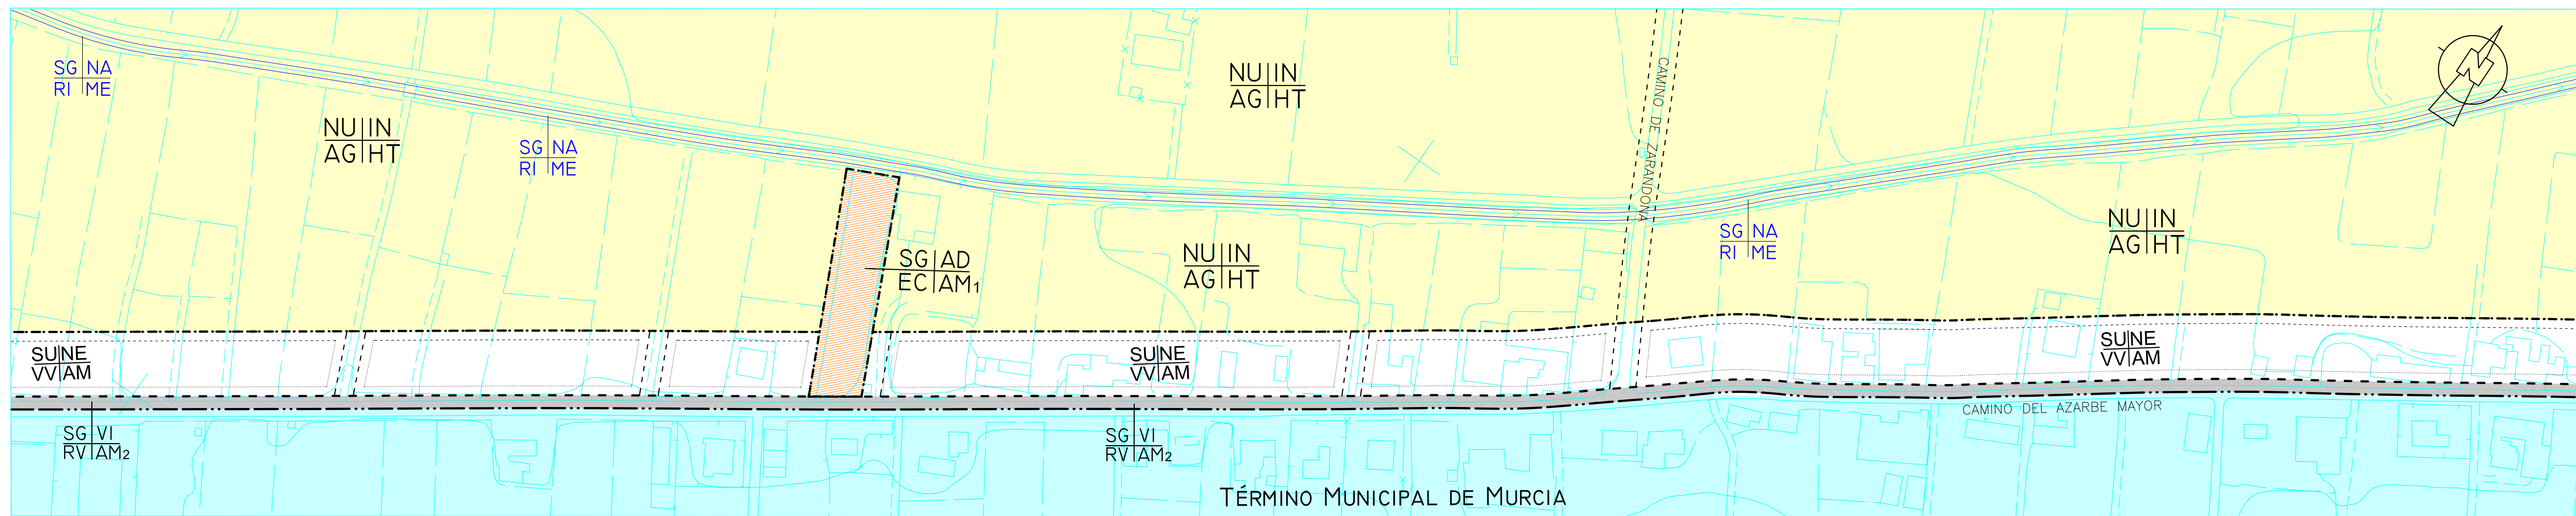 SG NA
RI ME
NU IN
AG HT
SG NA
RI ME
NU IN
AG HT
CAMINO DE ZARANDONA
N
SG AD
EC AM1
NU IN
AG HT
SG NA
RI ME
NU IN
AG HT
SU NE
VV AM
SU NE
VV AM
SU NE
VV AM
CAMINO DEL AZARBE MAYOR
SG VI
RV AM2
SG VI
RV AM2
TÉRMINO MUNICIPAL DE MURCIA